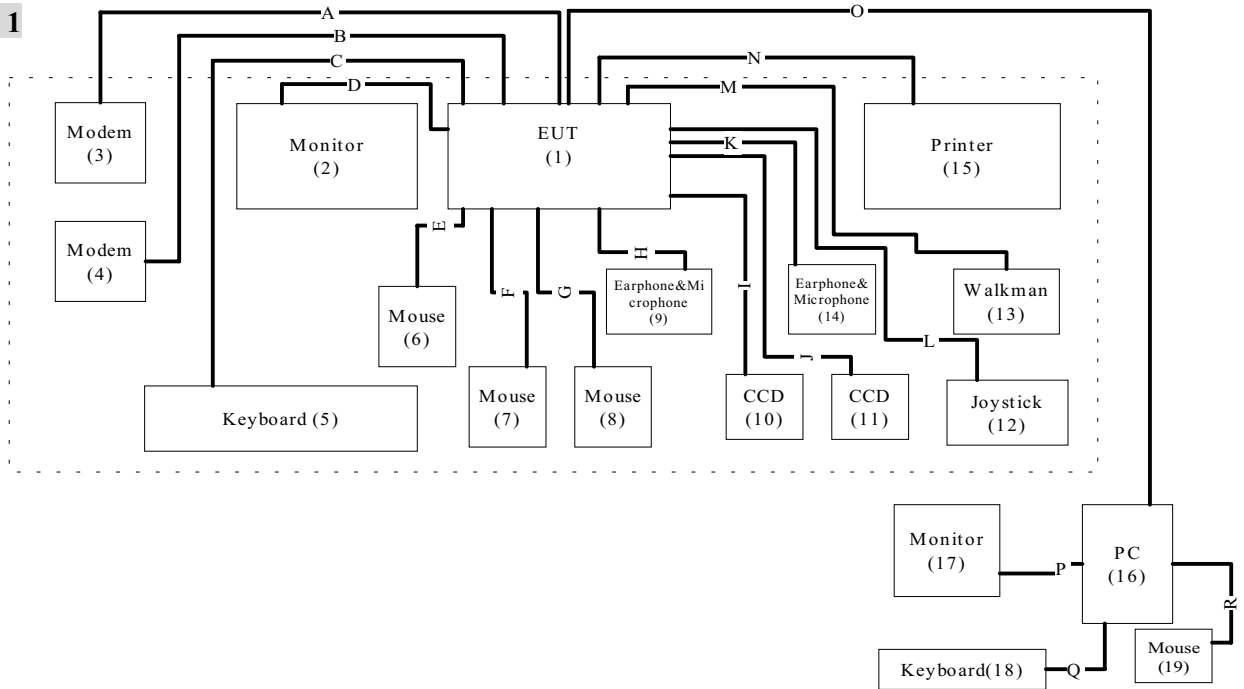 1
A
O
B
C
N
D
M
Modem
(3)
Monitor
(2)
EUT
(1)
K
Printer
(15)
Modem
(4)
E
F
G
H
I
Mouse
(6)
Earphone&Mi
crophone
(9)
Earphone&
Microphone
(14)
Walkman
(13)
L
J
Keyboard (5)
Mouse
(7)
Mouse
(8)
CCD
(10)
CCD
(11)
Joystick
(12)
Monitor
(17)
P
PC
(16)
R
Keyboard(18)
Q
Mouse
(19)